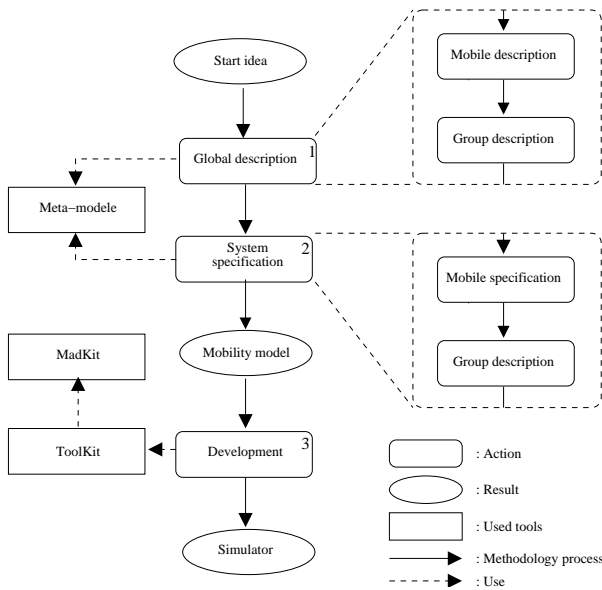 Start idea
Global description
1
Meta-modele
System
specification
2
Mobility model
MadKit
ToolKit
Development
3
Simulator
Mobile description
Group description
Mobile specification
Group description
: Action
: Result
: Used tools
: Methodology process
: Use